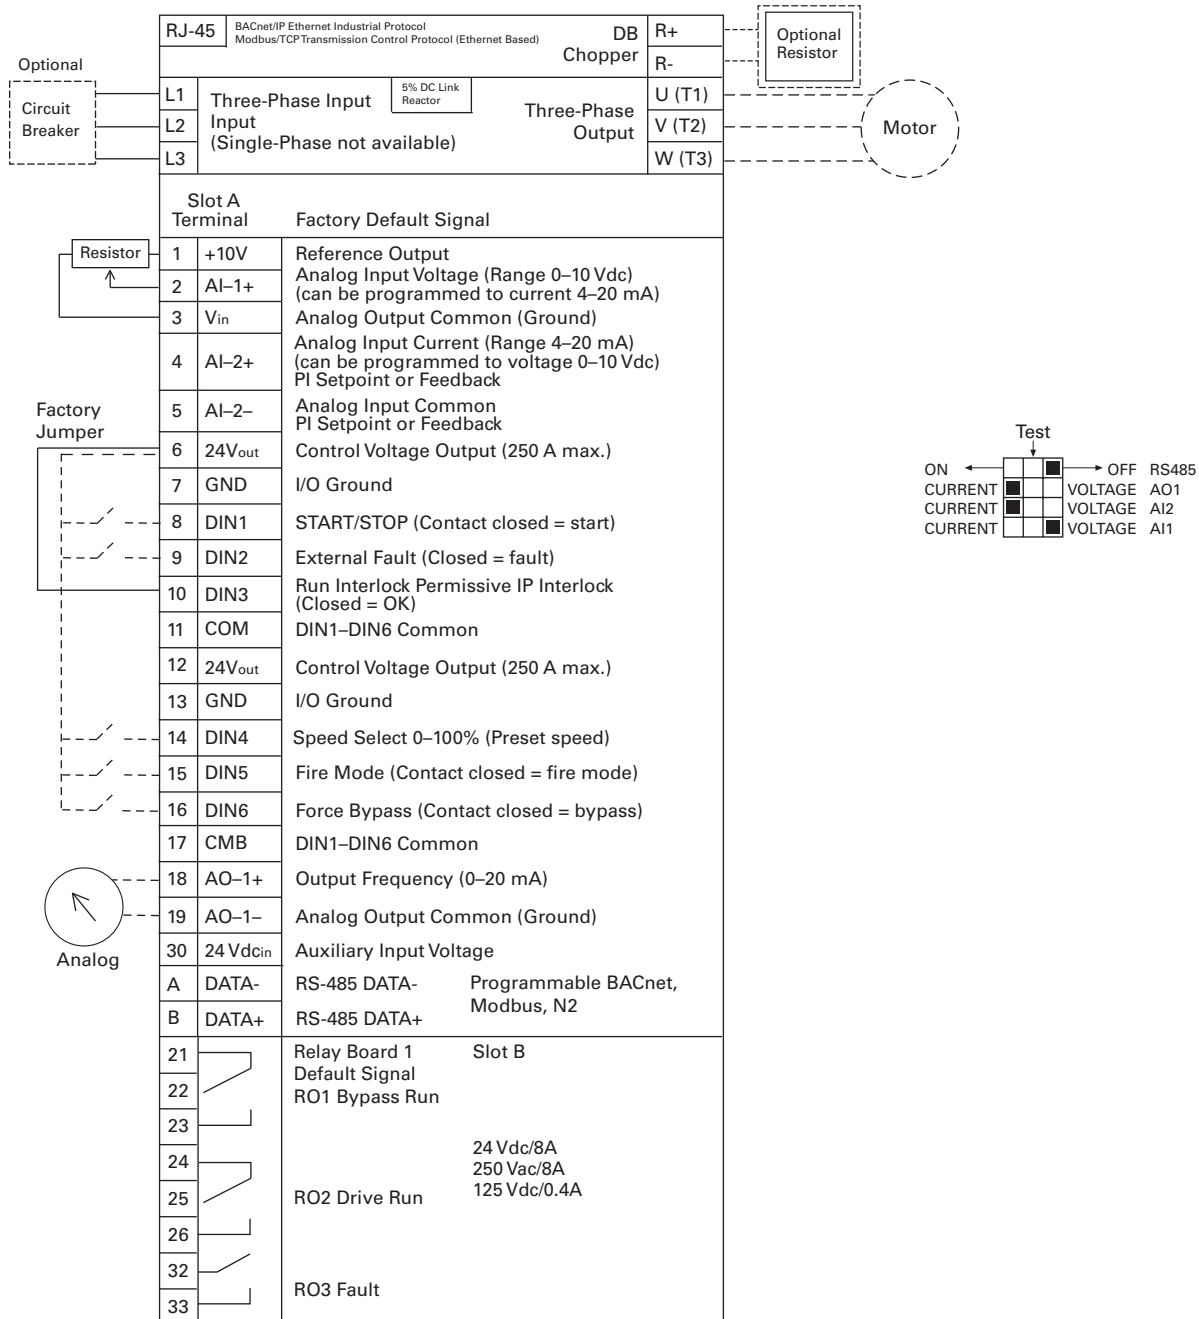 RJ-45 BACnet/IP Ethernet Industrial Protocol
Modbus/TCP Transmission Control Protocol (Ethernet Based)
DB
Chopper
R+
R-
Optional
Resistor
Optional
Circuit
Breaker
L1
L2
L3
Three-Phase Input
Input
(Single-Phase not available)
5% DC Link
Reactor
Three-Phase
Output
U (T1)
V (T2)
W (T3)
Motor
Slot A
Terminal Factory Default Signal
Resistor
1 +10V Reference Output
2 AI–1+ Analog Input Voltage (Range 0–10 Vdc)
(can be programmed to current 4–20 mA)
3 Vin Analog Output Common (Ground)
4 AI–2+ Analog Input Current (Range 4–20 mA)
(can be programmed to voltage 0–10 Vdc)
PI Setpoint or Feedback
5 AI–2– Analog Input Common
PI Setpoint or Feedback
Factory
Jumper
6 24Vout Control Voltage Output (250 A max.)
7 GND I/O Ground
8 DIN1 START/STOP (Contact closed = start)
9 DIN2 External Fault (Closed = fault)
10 DIN3 Run Interlock Permissive IP Interlock
(Closed = OK)
11 COM DIN1–DIN6 Common
12 24Vout Control Voltage Output (250 A max.)
13 GND I/O Ground
14 DIN4 Speed Select 0–100% (Preset speed)
15 DIN5 Fire Mode (Contact closed = fire mode)
16 DIN6 Force Bypass (Contact closed = bypass)
17 CMB DIN1–DIN6 Common
18 AO–1+ Output Frequency (0–20 mA)
19 AO–1– Analog Output Common (Ground)
Analog
30 24 Vdcin Auxiliary Input Voltage
A DATA- RS-485 DATA-
B DATA+ RS-485 DATA+
Programmable BACnet,
Modbus, N2
21
22
23
Relay Board 1 Slot B
Default Signal
RO1 Bypass Run
24
25
26
RO2 Drive Run
24 Vdc/8A
250 Vac/8A
125 Vdc/0.4A
32
33
RO3 Fault
Test
ON OFF RS485
CURRENT VOLTAGE AO1
CURRENT VOLTAGE AI2
CURRENT VOLTAGE AI1